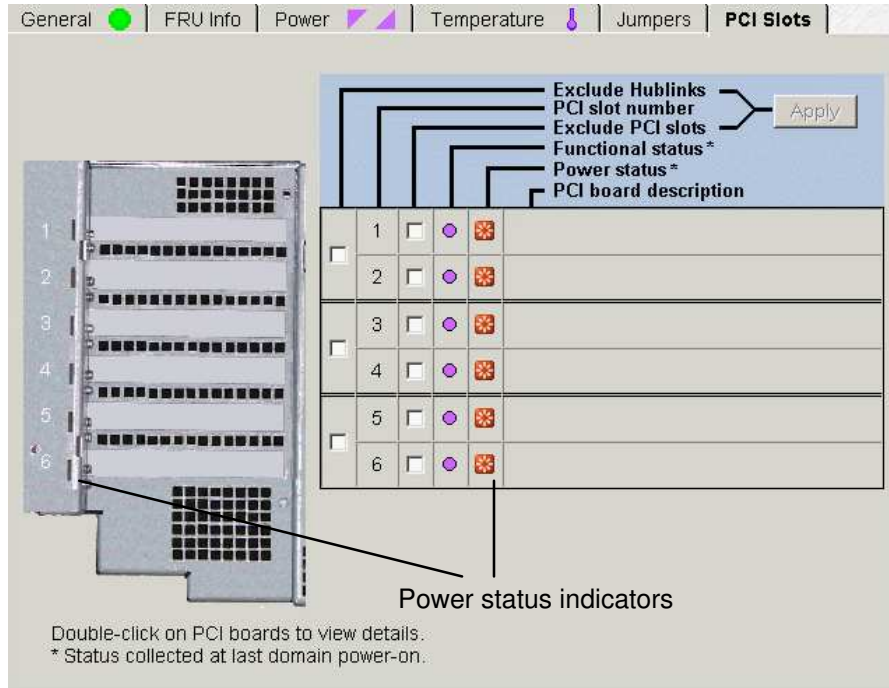 General FRU Info Power Temperature Jumpers PCI Slots
Exclude Hublinks
PCI slot number
Exclude PCI slots
Functional status*
Power status*
PCI board description
Apply
1
2
3
4
5
6
1
2
3
4
5
6
Power status indicators
Double-click on PCI boards to view details.
* Status collected at last domain power-on.